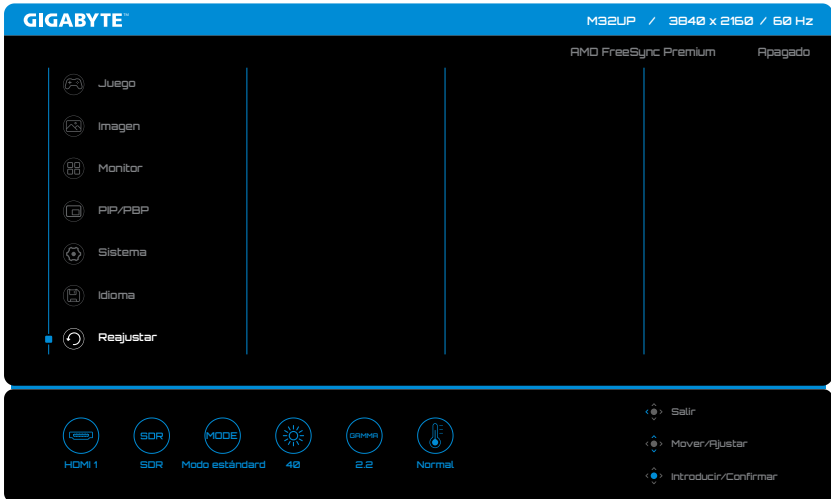 GIGABYTE™
M32UP / 3840 x 2160 / 60 Hz
AMD FreeSync Premium Apagado
Juego
Imagen
Monitor
PIP/PBP
Sistema
Idioma
Reajustar
SDR MODE GAMMA
HDMI 1 SDR Modo estándard 40 2.2 Normal
Salir
Mover/Ajustar
Introducir/Confirmar